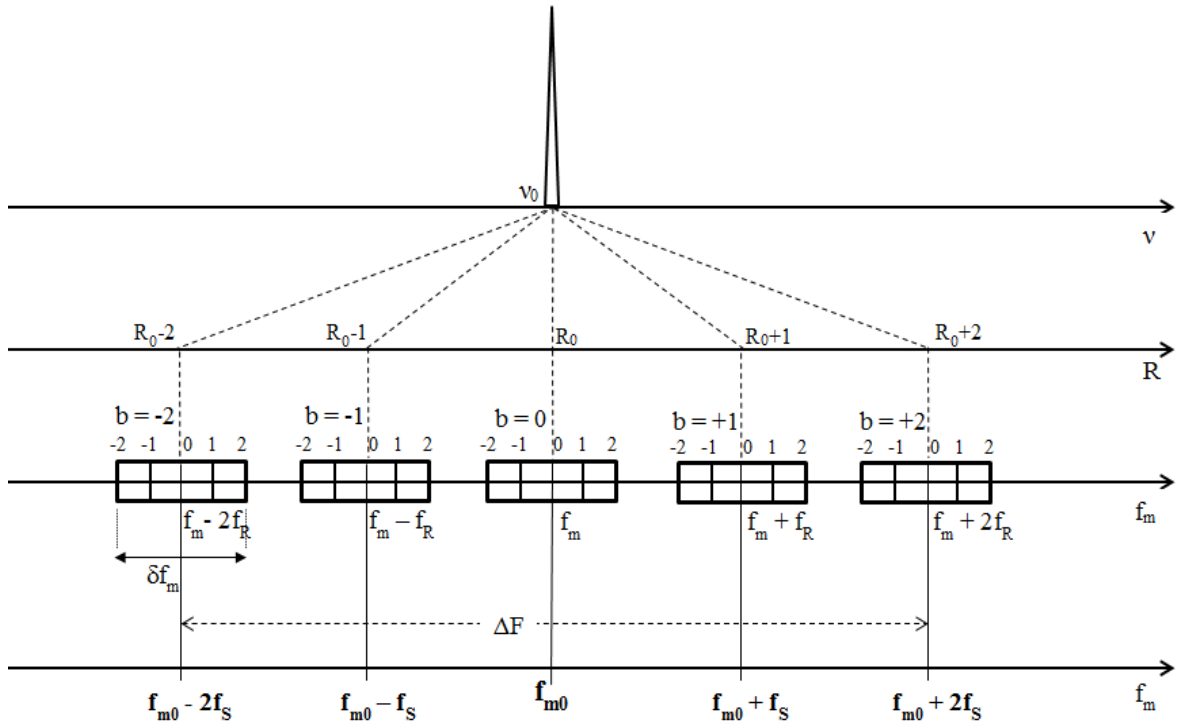 ν₀
ν
R₀-2 R₀-1 R₀ R₀+1 R₀+2
R
b = -2 b = -1 b = 0 b = +1 b = +2
-2 -1 0 1 2 -2 -1 0 1 2 -2 -1 0 1 2 -2 -1 0 1 2 -2 -1 0 1 2
f_m - 2f_R f_m – f_R f_m f_m + f_R f_m + 2f_R f_m
δf_m
ΔF
f_m0 - 2f_S f_m0 – f_S f_m0 f_m0 + f_S f_m0 + 2f_S f_m